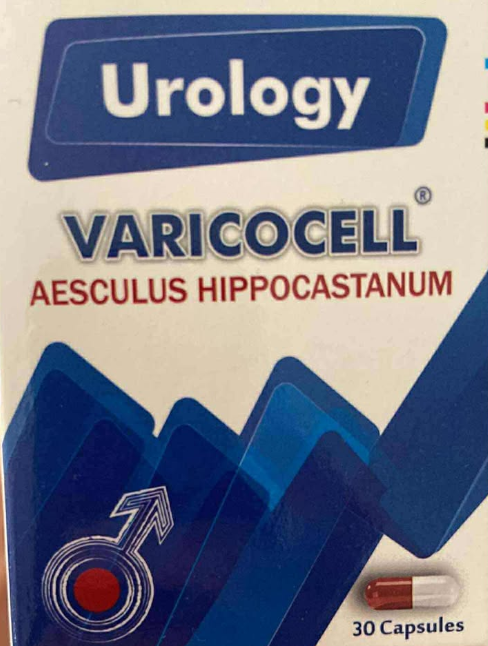 Urology
VARICOCELL®
AESCULUS HIPPOCASTANUM
30 Capsules